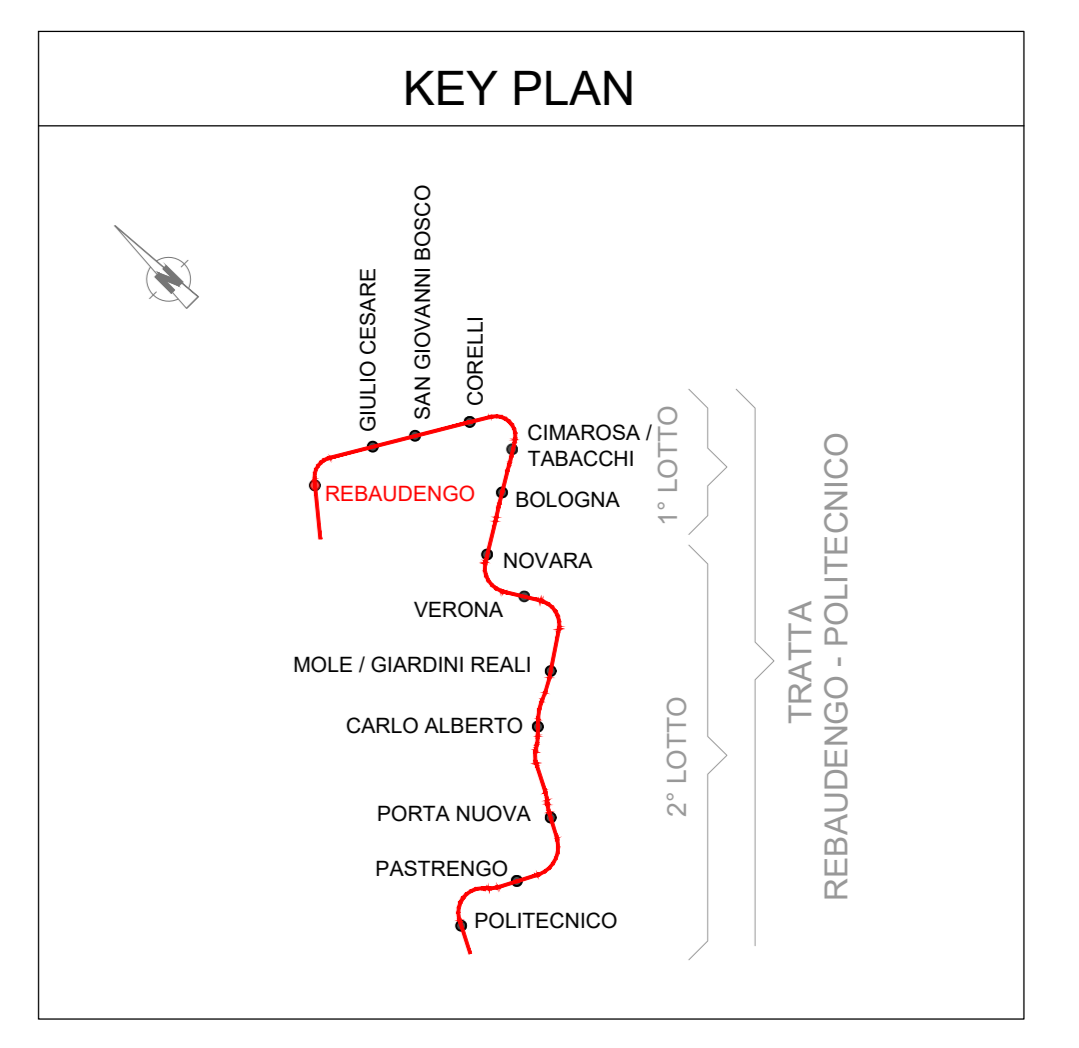 KEY PLAN
N
GIULIO CESARE
SAN GIOVANNI BOSCO
CORELLI
CIMAROSA /
TABACCHI
REBAUDENGO
BOLOGNA
NOVARA
VERONA
MOLE / GIARDINI REALI
CARLO ALBERTO
PORTA NUOVA
PASTRENGO
POLITECNICO
1° LOTTO
2° LOTTO
TRATTA
REBAUDENGO - POLITECNICO